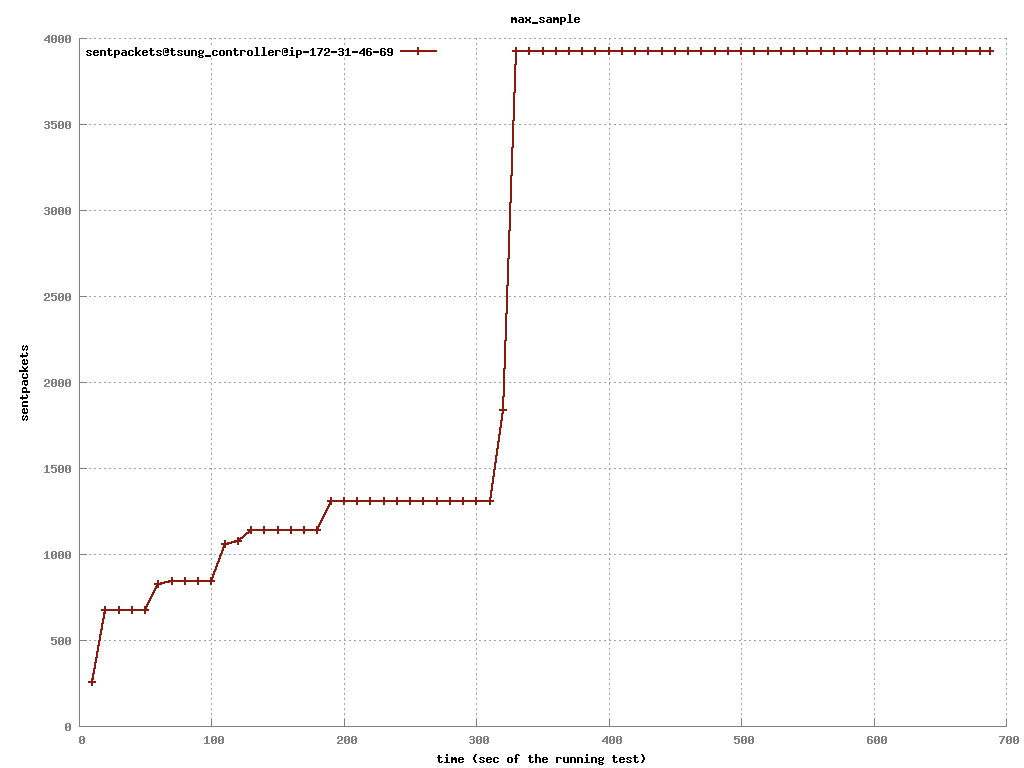 max_sample
sentpackets@tsung_controller@ip-172-31-46-69
4000
3500
3000
2500
2000
1500
1000
500
0
sentpackets
0 100 200 300 400 500 600 700
time (sec of the running test)